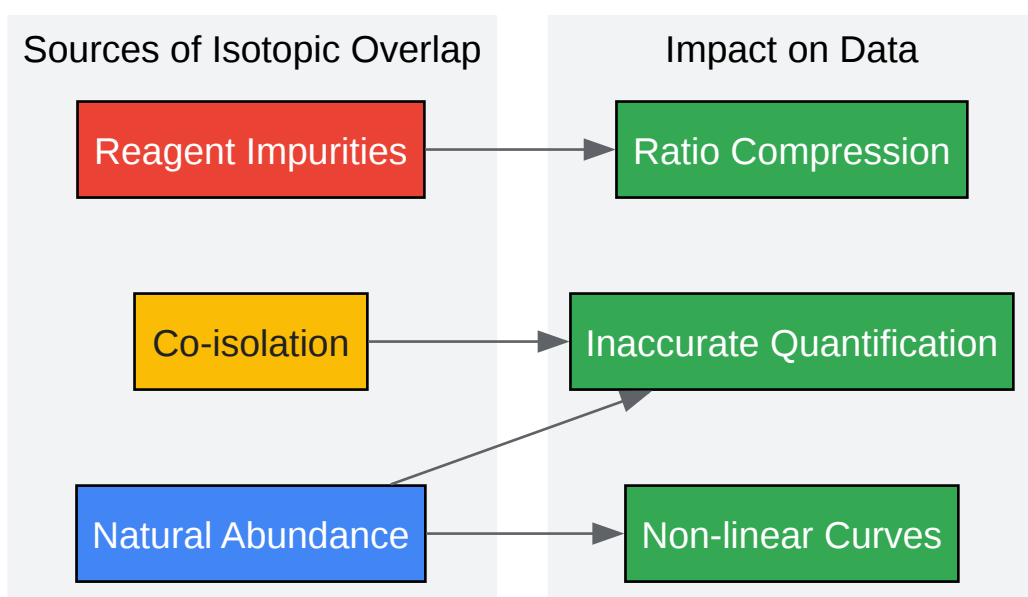 Sources of Isotopic Overlap
Reagent Impurities
Co-isolation
Natural Abundance
Impact on Data
Ratio Compression
Inaccurate Quantification
Non-linear Curves